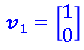 𝒗₁ = [1
0]